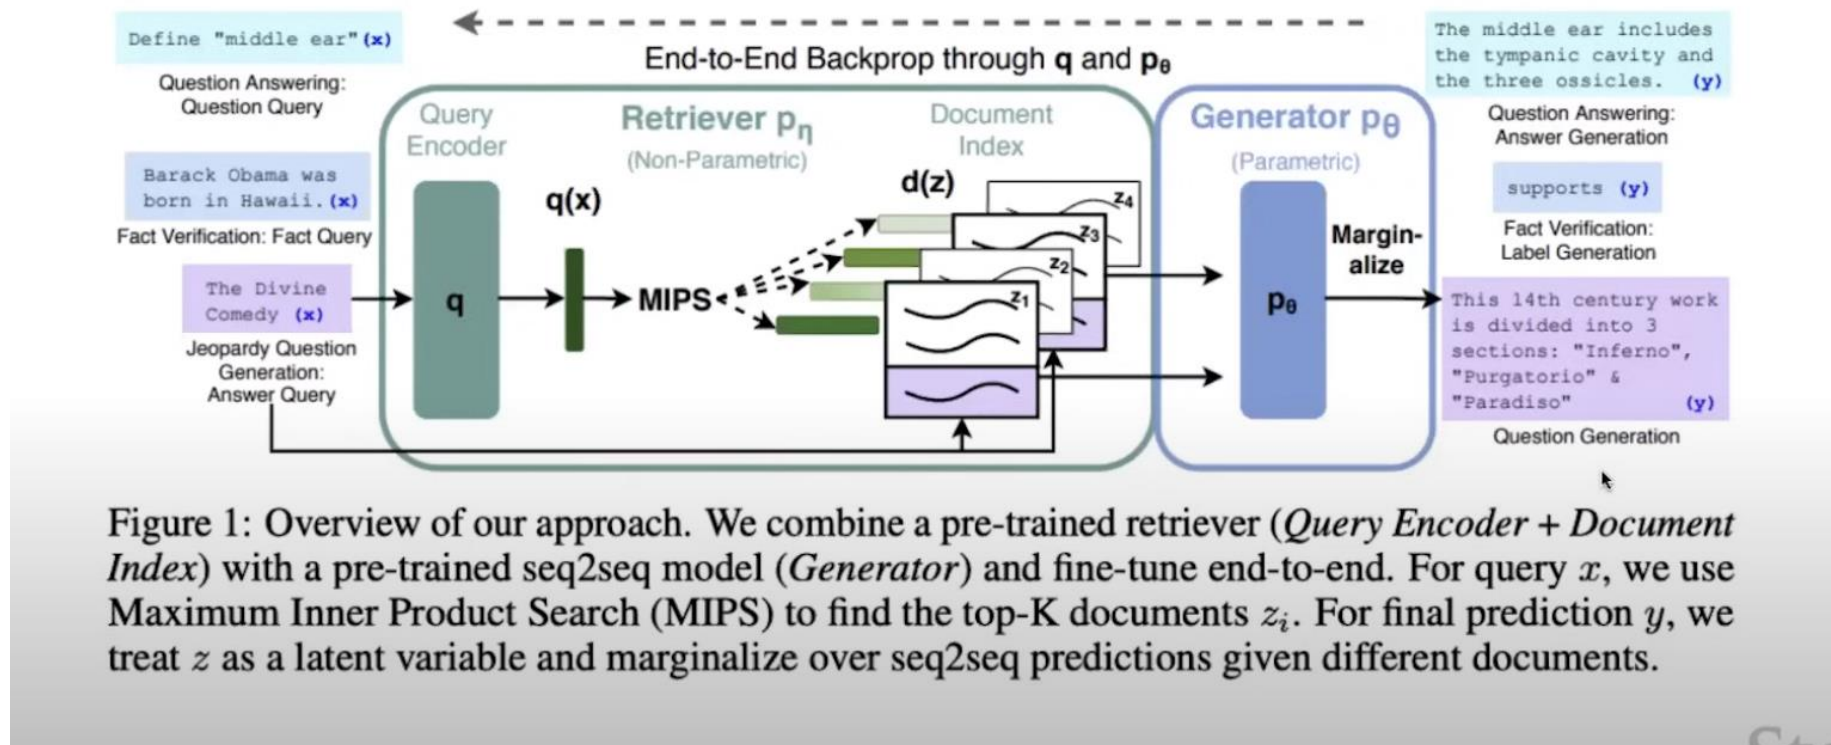 Define "middle ear" (x)
Question Answering:
Question Query
Barack Obama was
born in Hawaii. (x)
Fact Verification: Fact Query
The Divine
Comedy (x)
Jeopardy Question
Generation:
Answer Query
End-to-End Backprop through q and pθ
Query
Encoder
q
q(x)
Retriever pη
(Non-Parametric)
MIPS
Document
Index
d(z)
z4
z3
z2
z1
Generator pθ
(Parametric)
pθ
Margin-
alize
The middle ear includes
the tympanic cavity and
the three ossicles. (y)
Question Answering:
Answer Generation
supports (y)
Fact Verification:
Label Generation
This 14th century work
is divided into 3
sections: "Inferno",
"Purgatorio" &
"Paradiso" (y)
Question Generation
Figure 1: Overview of our approach. We combine a pre-trained retriever (Query Encoder + Document
Index) with a pre-trained seq2seq model (Generator) and fine-tune end-to-end. For query x, we use
Maximum Inner Product Search (MIPS) to find the top-K documents zi. For final prediction y, we
treat z as a latent variable and marginalize over seq2seq predictions given different documents.